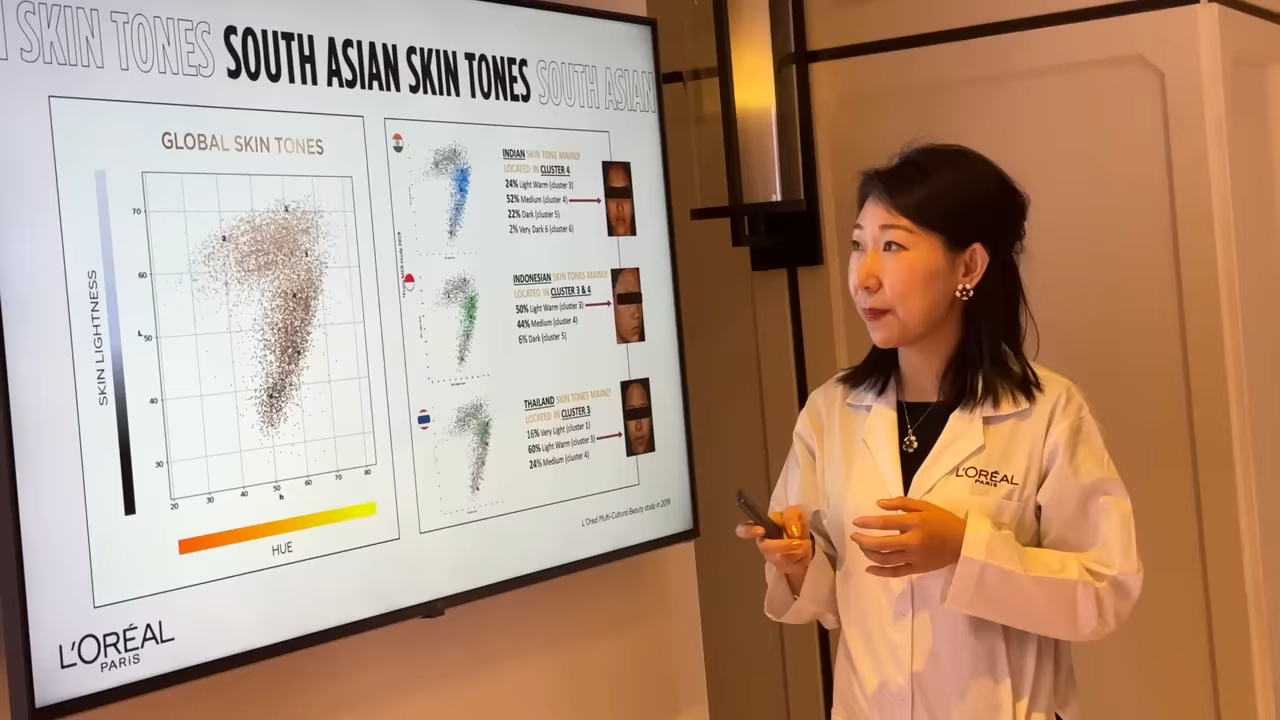 SKIN TONES SOUTH ASIAN SKIN TONES SOUTH ASIAN
GLOBAL SKIN TONES
SKIN LIGHTNESS
70
60
L
50
40
30
20 30 40 50 60 70 80
h
HUE
INDIAN SKIN TONE MAINLY
LOCATED IN CLUSTER 4
24% Light Warm (cluster 3)
52% Medium (cluster 4)
22% Dark (cluster 5)
2% Very Dark 6 (cluster 6)
INDONESIAN SKIN TONES MAINLY
LOCATED IN CLUSTER 3 & 4
50% Light Warm (cluster 3)
44% Medium (cluster 4)
6% Dark (cluster 5)
THAILAND SKIN TONES MAINLY
LOCATED IN CLUSTER 3
16% Very Light (cluster 1)
60% Light Warm (cluster 3)
24% Medium (cluster 4)
L'Oreal Multi-Cultural Beauty study in 2019
L'ORÉAL
PARIS
L'ORÉAL
PARIS